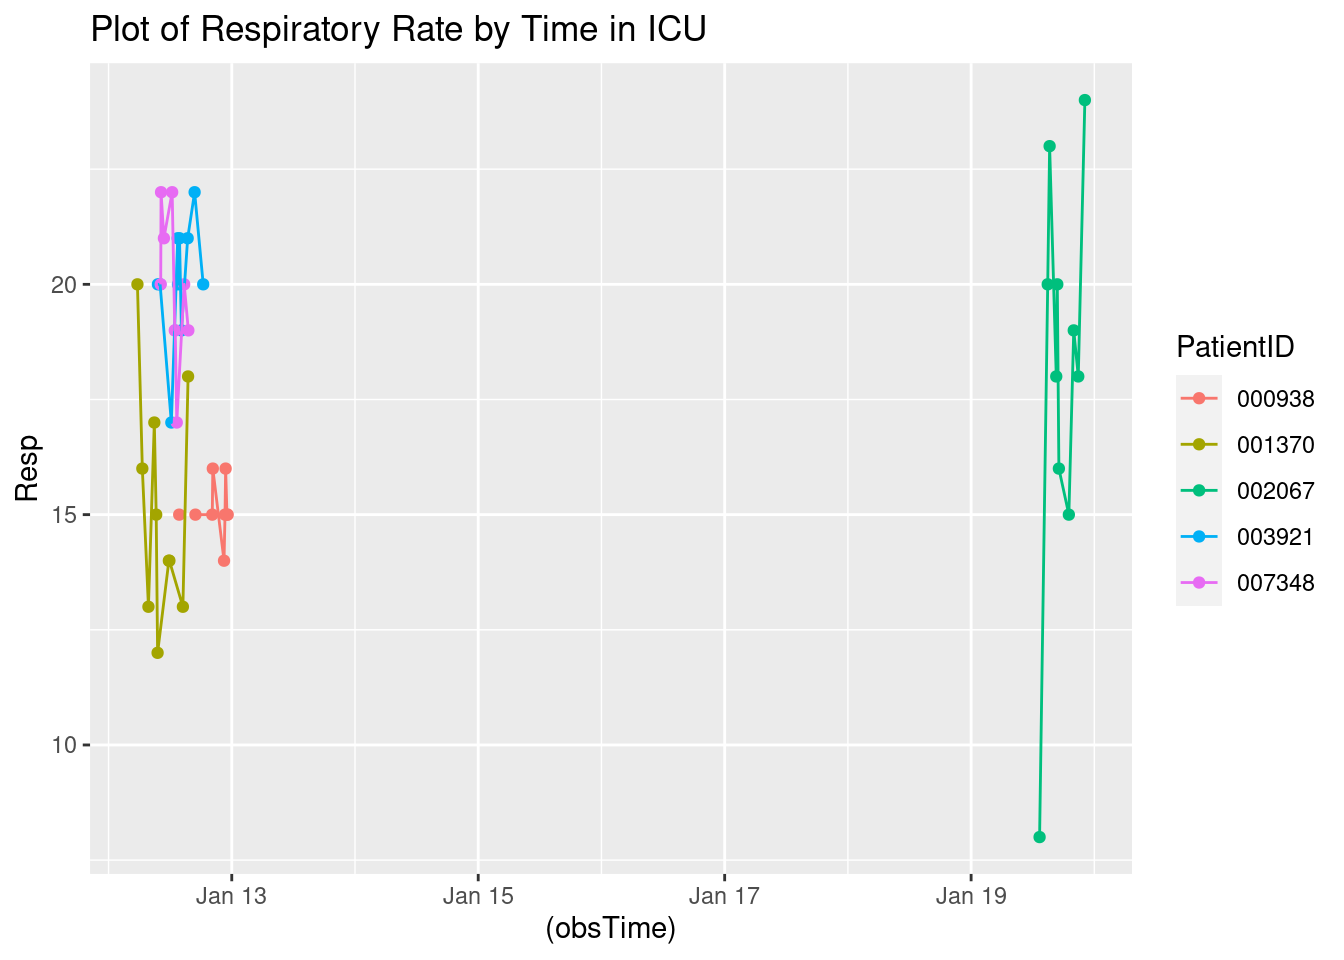 Plot of Respiratory Rate by Time in ICU
Resp
20
15
10
Jan 13
Jan 15
Jan 17
Jan 19
(obsTime)
PatientID
000938
001370
002067
003921
007348